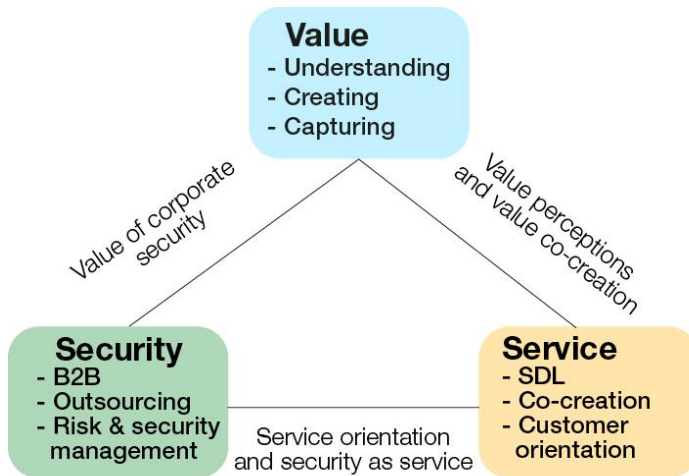 Value
- Understanding
- Creating
- Capturing
Value of corporate
security
Value perceptions
and value co-creation
Security
- B2B
- Outsourcing
- Risk & security
management
Service orientation
and security as service
Service
- SDL
- Co-creation
- Customer
orientation